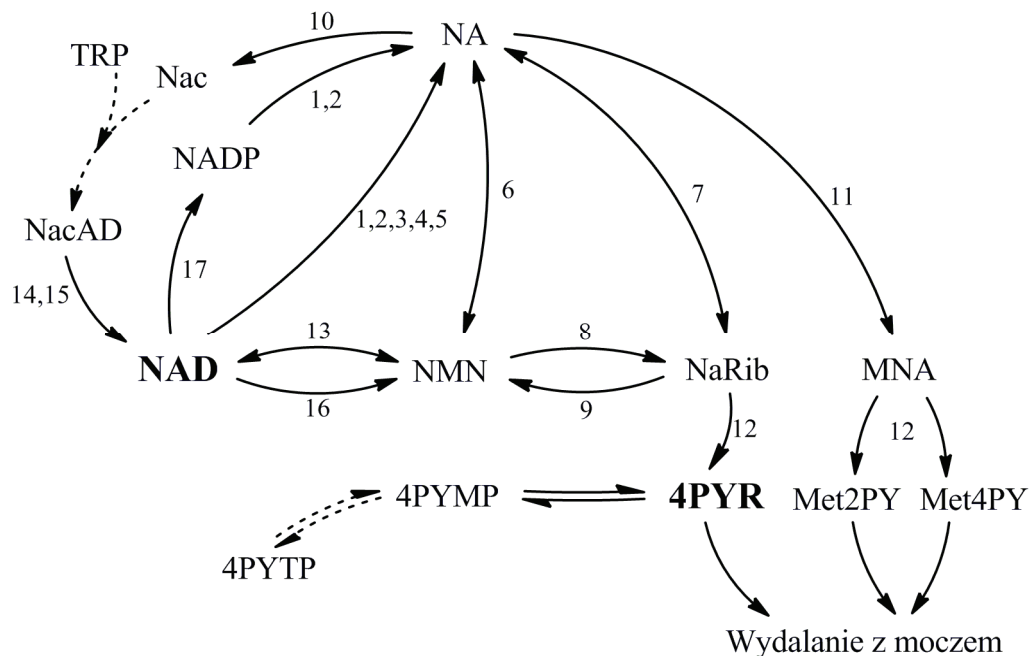 10
NA
TRP
Nac
1,2
NADP
NacAD
1,2,3,4,5
6
7
11
14,15
17
NAD
13
16
NMN
8
9
NaRib
MNA
12
12
4PYMP
4PYR
Met2PY
Met4PY
4PYTP
Wydalanie z moczem